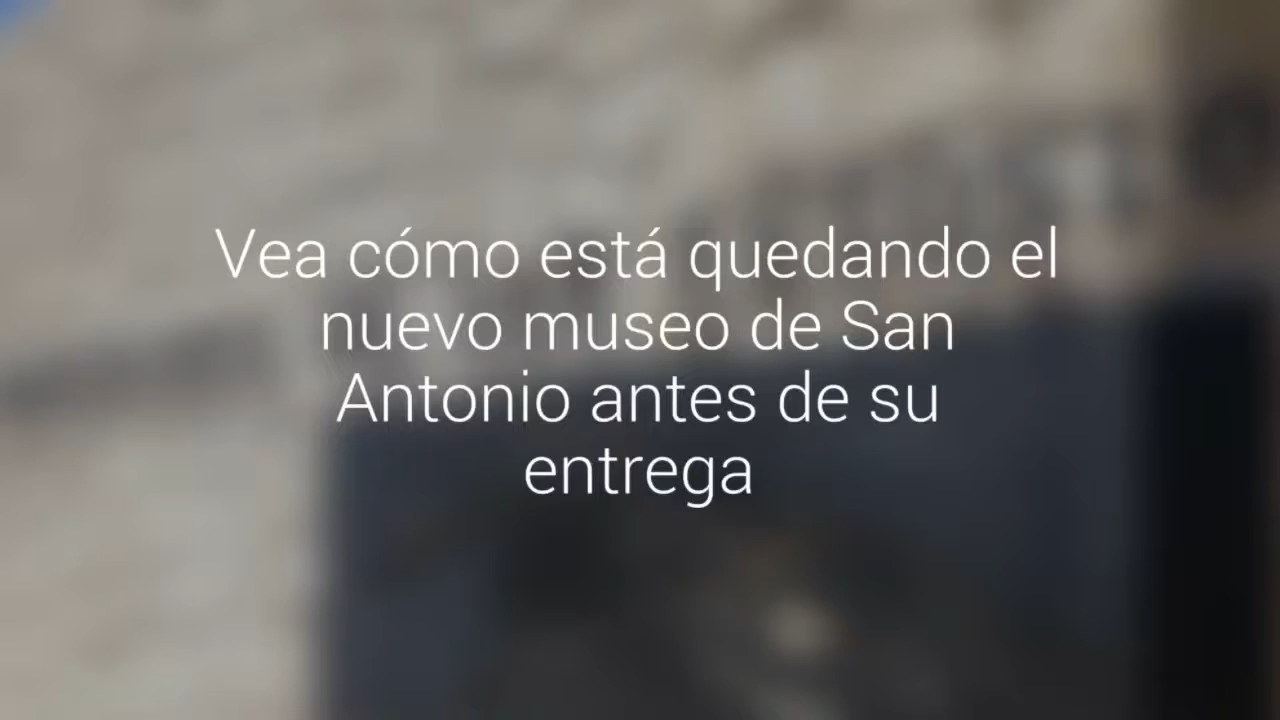 Vea cómo está quedando el
nuevo museo de San
Antonio antes de su
entrega